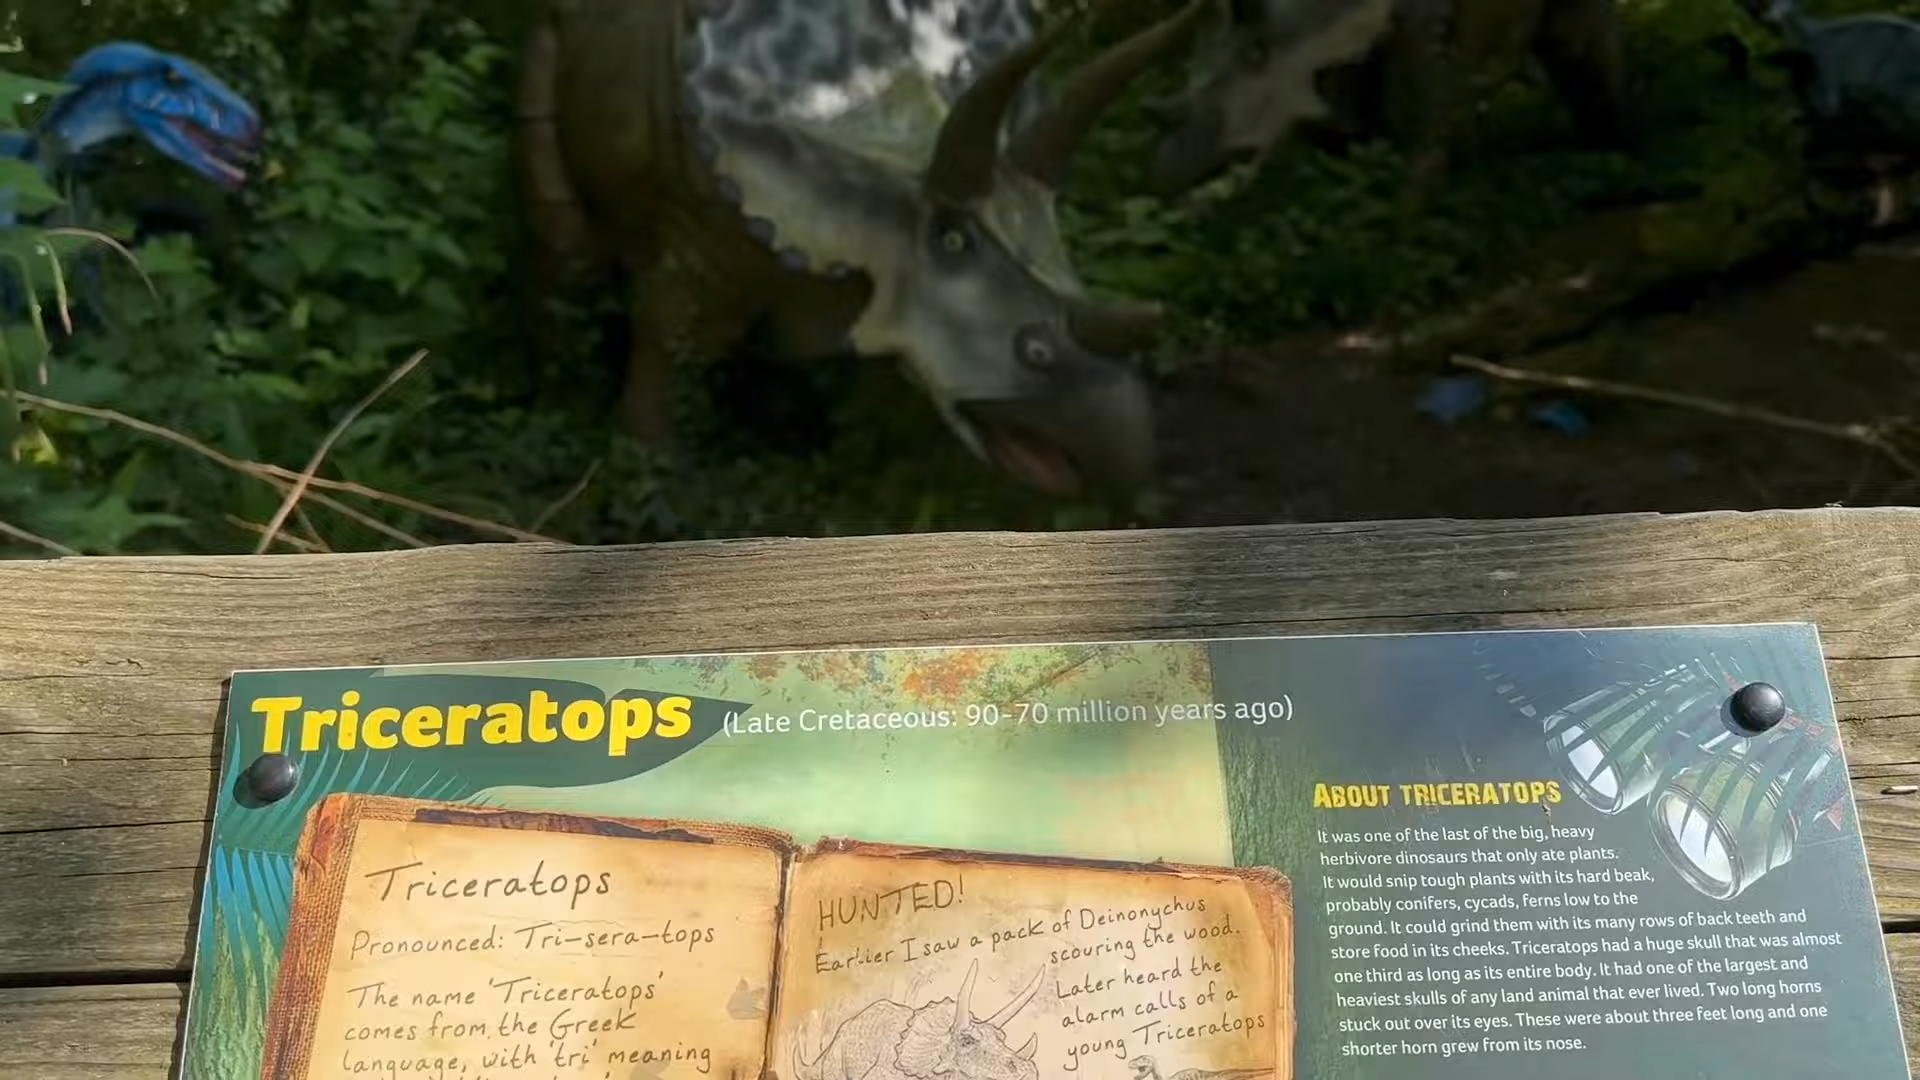 Triceratops (Late Cretaceous: 90-70 million years ago)
Triceratops
Pronounced: Tri-sera-tops
The name 'Triceratops'
comes from the Greek
language, with 'tri' meaning
HUNTED!
Earlier I saw a pack of Deinonychus
scouring the wood.
Later heard the
alarm calls of a
young Triceratops
ABOUT TRICERATOPS
It was one of the last of the big, heavy
herbivore dinosaurs that only ate plants.
It would snip tough plants with its hard beak,
probably conifers, cycads, ferns low to the
ground. It could grind them with its many rows of back teeth and
store food in its cheeks. Triceratops had a huge skull that was almost
one third as long as its entire body. It had one of the largest and
heaviest skulls of any land animal that ever lived. Two long horns
stuck out over its eyes. These were about three feet long and one
shorter horn grew from its nose.